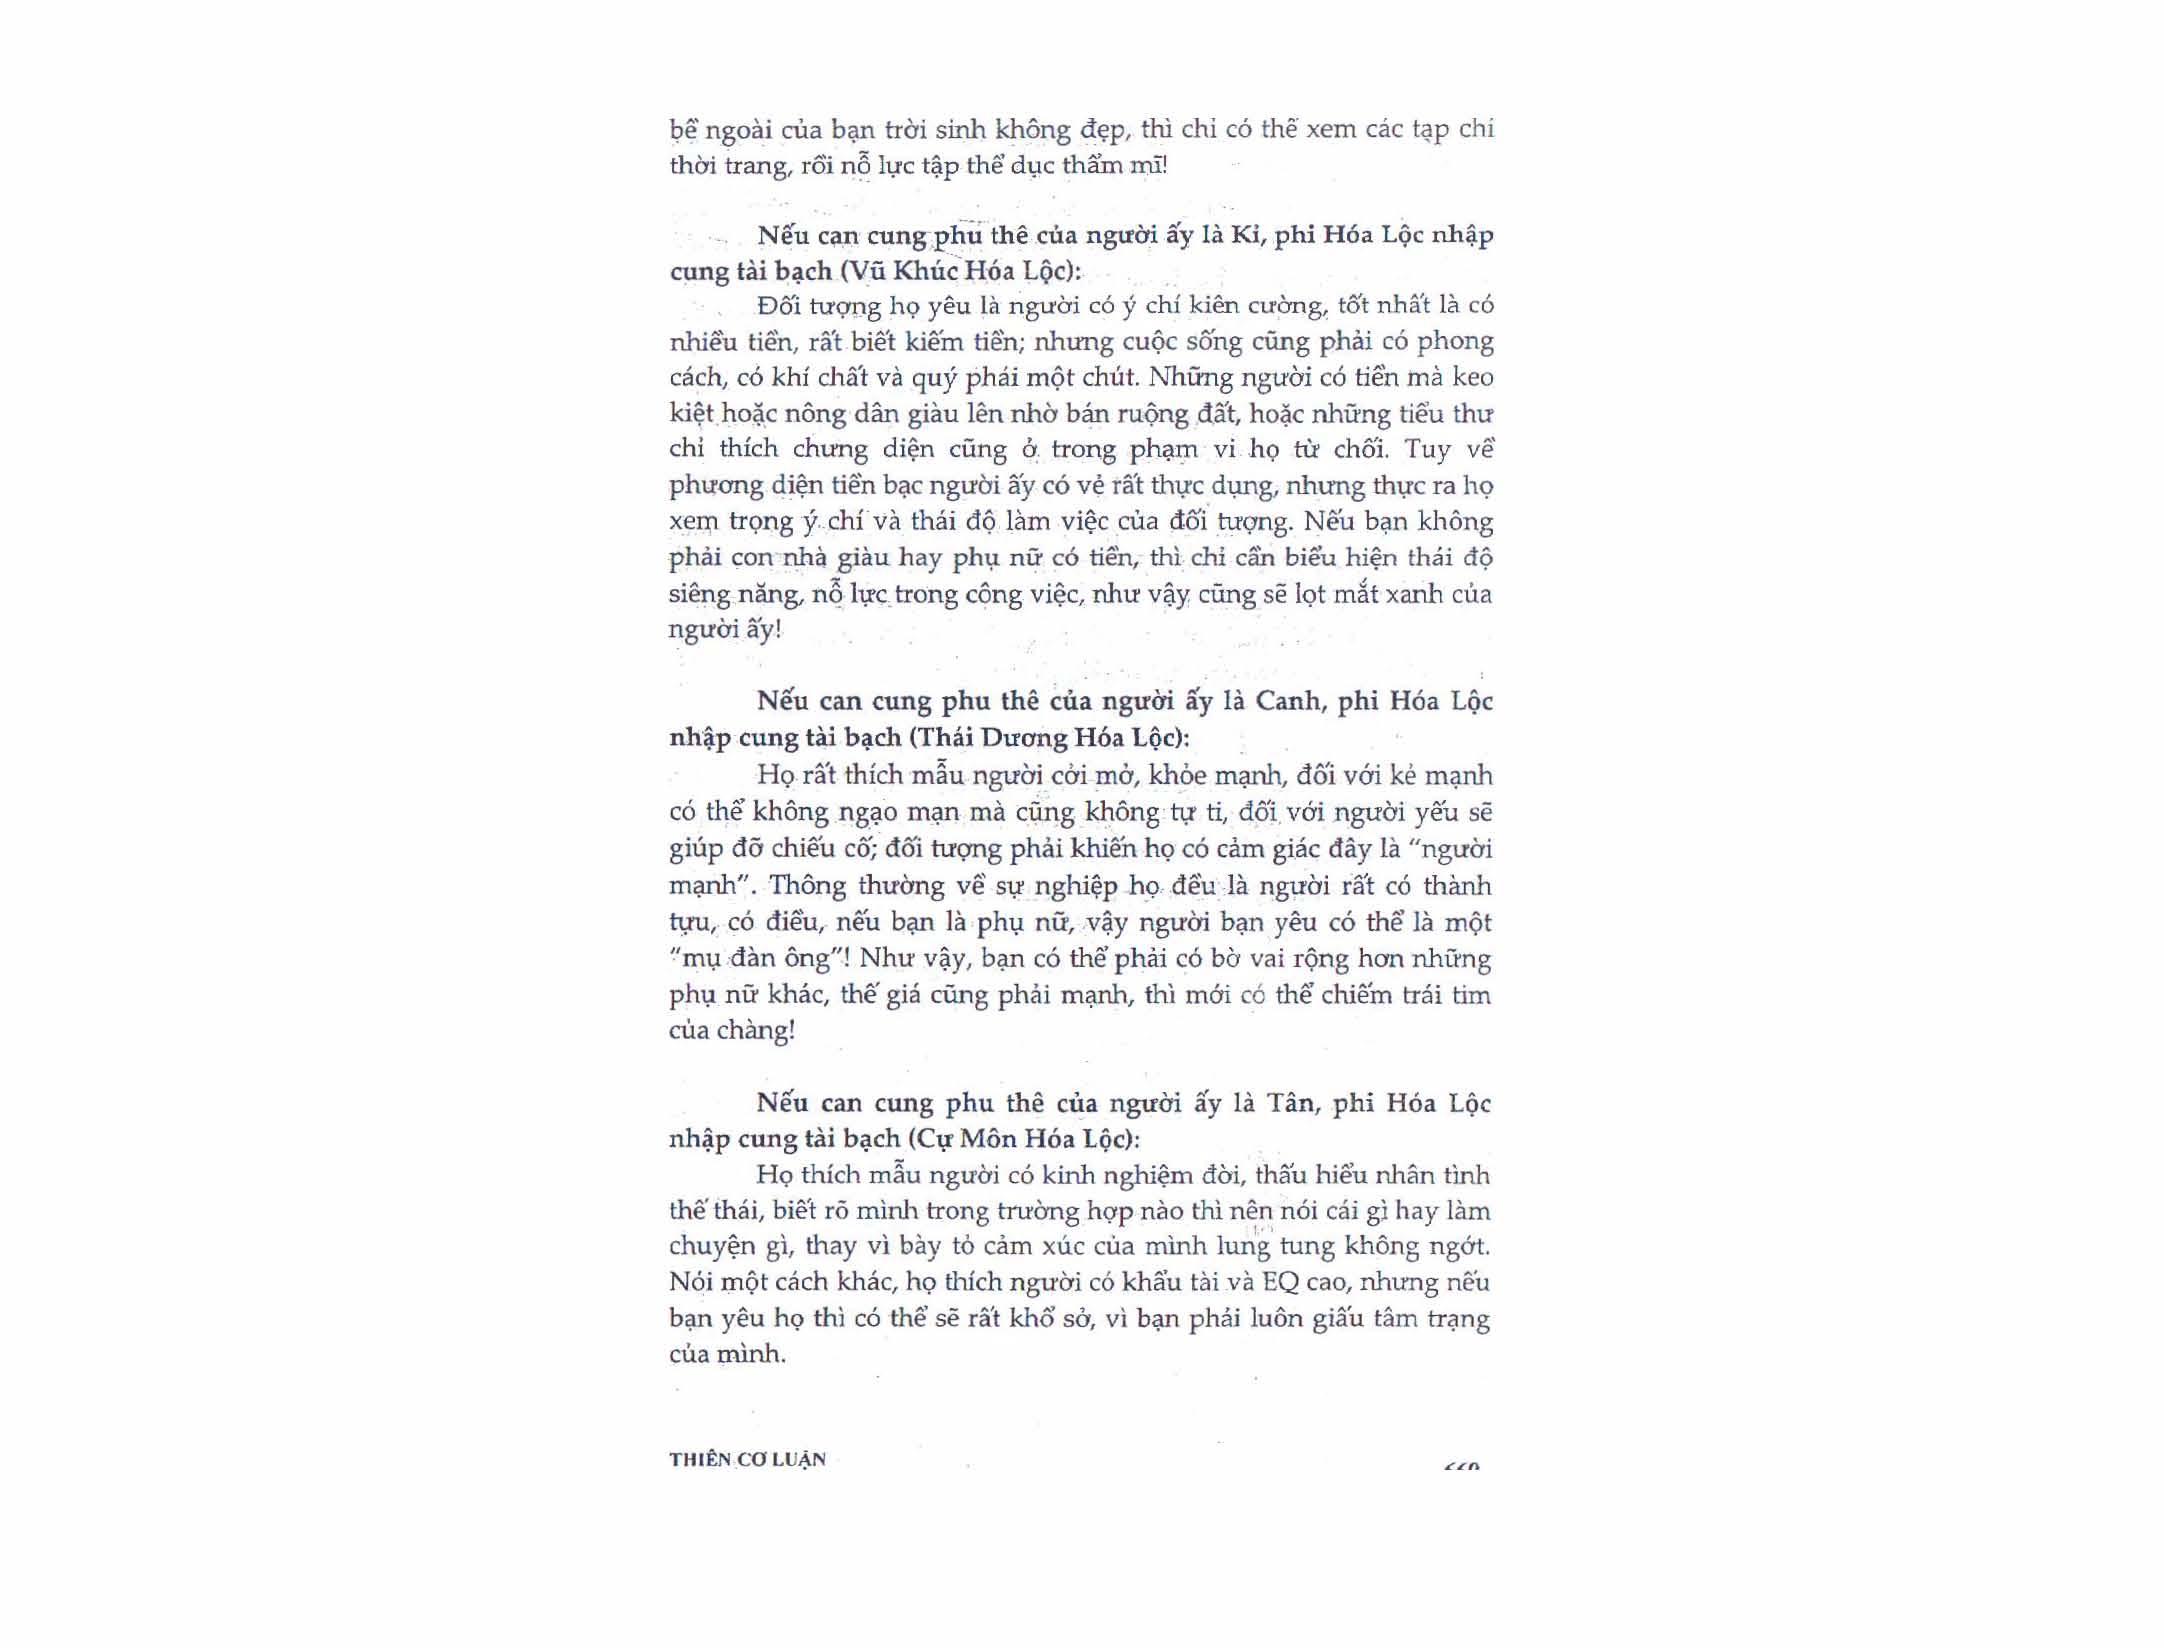 bề ngoài của bạn trời sinh không đẹp, thì chỉ có thể xem các tạp chí
thời trang, rồi nỗ lực tập thể dục thẩm mĩ!
Nếu can cung phu thê của người ấy là Kỉ, phi Hóa Lộc nhập
cung tài bạch (Vũ Khúc Hóa Lộc):
Đối tượng họ yêu là người có ý chí kiên cường, tốt nhất là có
nhiều tiền, rất biết kiếm tiền; nhưng cuộc sống cũng phải có phong
cách, có khí chất và quý phái một chút. Những người có tiền mà keo
kiệt hoặc nông dân giàu lên nhờ bán ruộng đất, hoặc những tiểu thư
chỉ thích chưng diện cũng ở trong phạm vi họ từ chối. Tuy về
phương diện tiền bạc người ấy có vẻ rất thực dụng, nhưng thực ra họ
xem trọng ý chí và thái độ làm việc của đối tượng. Nếu bạn không
phải con nhà giàu hay phụ nữ có tiền, thì chỉ cần biểu hiện thái độ
siêng năng, nỗ lực trong công việc, như vậy cũng sẽ lọt mắt xanh của
người ấy!
Nếu can cung phu thê của người ấy là Canh, phi Hóa Lộc
nhập cung tài bạch (Thái Dương Hóa Lộc):
Họ rất thích mẫu người cởi mở, khỏe mạnh, đối với kẻ mạnh
có thể không ngạo mạn mà cũng không tự ti, đối với người yếu sẽ
giúp đỡ chiếu cố; đối tượng phải khiến họ có cảm giác đây là "người
mạnh". Thông thường về sự nghiệp họ đều là người rất có thành
tựu, có điều, nếu bạn là phụ nữ, vậy người bạn yêu có thể là một
"mụ đàn ông"! Như vậy, bạn có thể phải có bờ vai rộng hơn những
phụ nữ khác, thế giá cũng phải mạnh, thì mới có thể chiếm trái tim
của chàng!
Nếu can cung phu thê của người ấy là Tân, phi Hóa Lộc
nhập cung tài bạch (Cự Môn Hóa Lộc):
Họ thích mẫu người có kinh nghiệm đời, thấu hiểu nhân tình
thế thái, biết rõ mình trong trường hợp nào thì nên nói cái gì hay làm
chuyện gì, thay vì bày tỏ cảm xúc của mình lung tung không ngớt.
Nói một cách khác, họ thích người có khẩu tài và EQ cao, nhưng nếu
bạn yêu họ thì có thể sẽ rất khổ sở, vì bạn phải luôn giấu tâm trạng
của mình.
THIÊN CƠ LUẬN